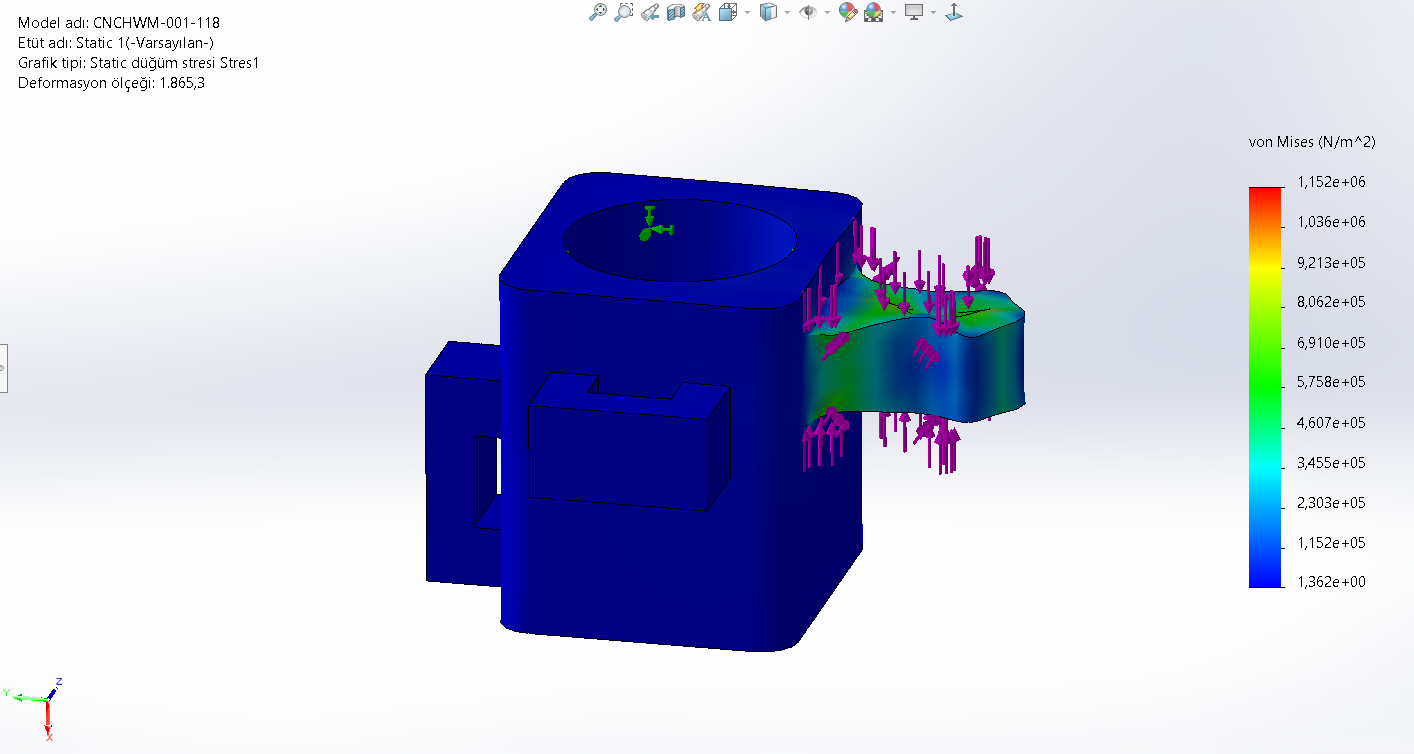 Model adı: CNCHWM-001-118
Etüt adı: Static 1(-Varsayılan-)
Grafik tipi: Static düğüm stresi Stres1
Deformasyon ölçeği: 1.865,3
von Mises (N/m^2)
1,152e+06
1,036e+06
9,213e+05
8,062e+05
6,910e+05
5,758e+05
4,607e+05
3,455e+05
2,303e+05
1,152e+05
1,362e+00
Z
Y
X